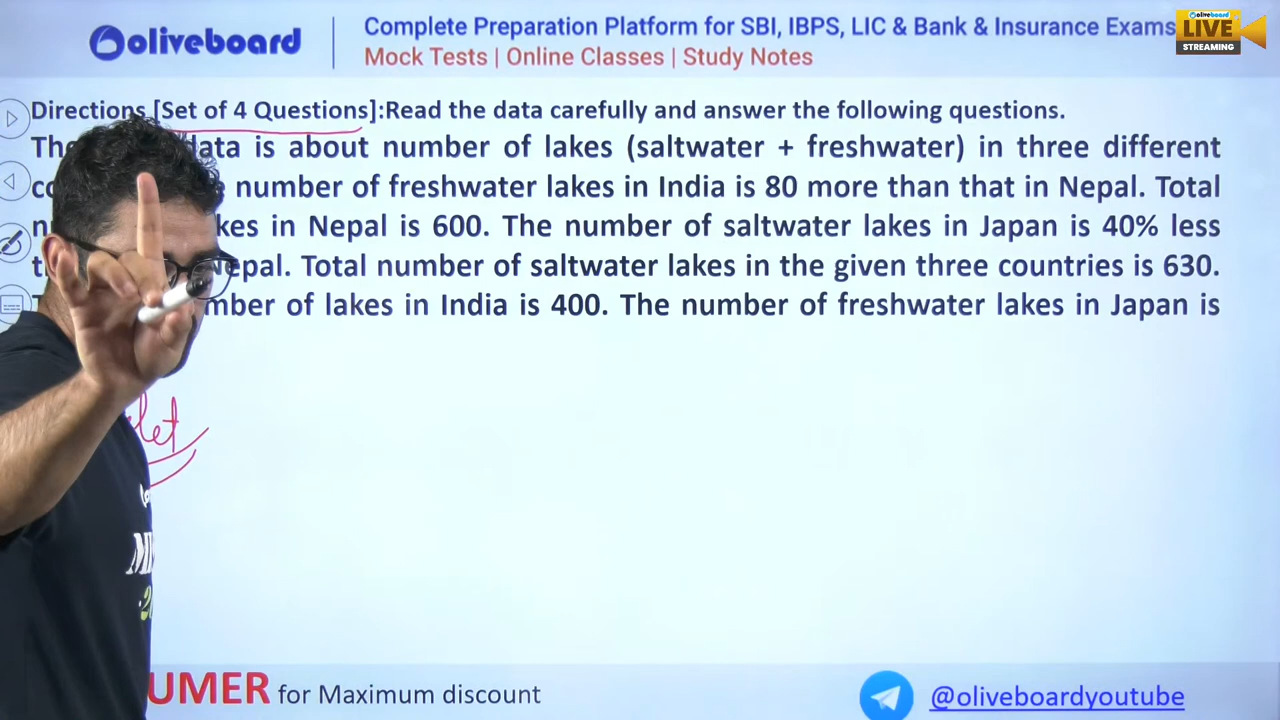 oliveboard
Complete Preparation Platform for SBI, IBPS, LIC & Bank & Insurance Exams
Mock Tests | Online Classes | Study Notes
oliveboard
LIVE
STREAMING
Directions [Set of 4 Questions]:Read the data carefully and answer the following questions.
The data is about number of lakes (saltwater + freshwater) in three different
number of freshwater lakes in India is 80 more than that in Nepal. Total
kes in Nepal is 600. The number of saltwater lakes in Japan is 40% less
Nepal. Total number of saltwater lakes in the given three countries is 630.
mber of lakes in India is 400. The number of freshwater lakes in Japan is
let
UMER for Maximum discount
@oliveboardyoutube